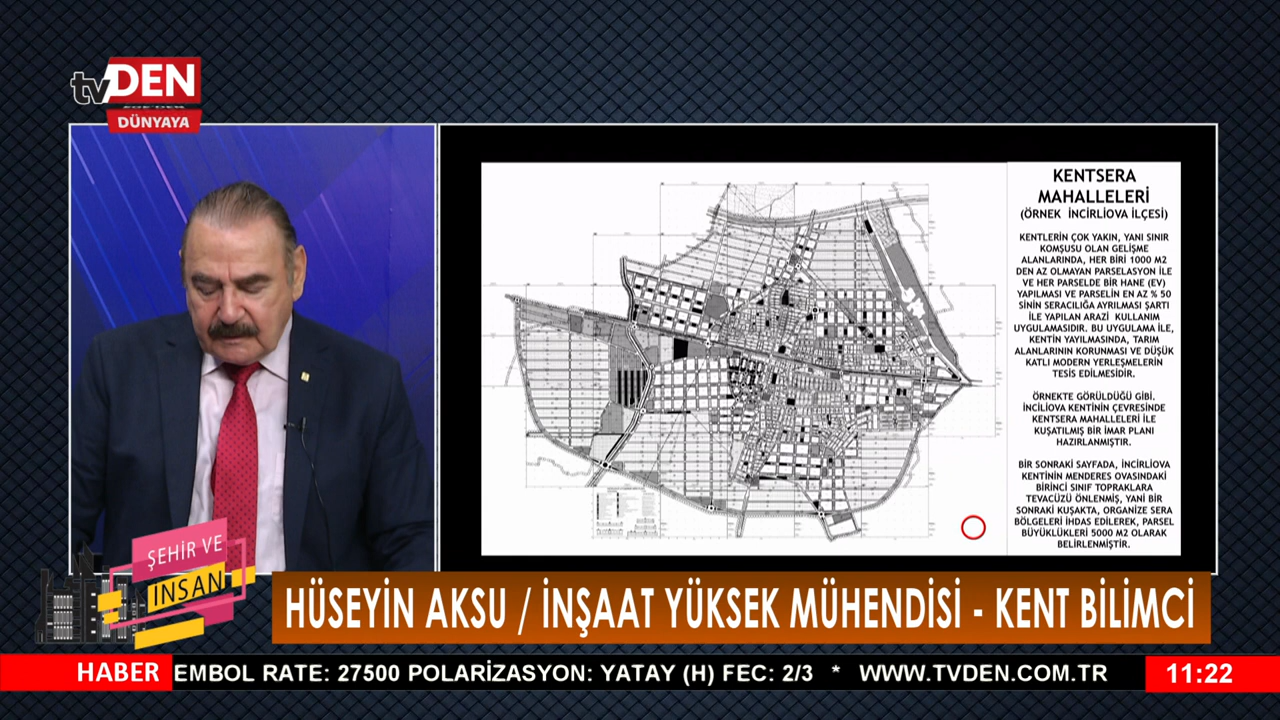 tvDEN
DÜNYAYA
KENTSERA
MAHALLELERİ
(ÖRNEK İNCİRLİOVA İLÇESİ)
KENTLERİN ÇOK YAKIN, YANI SINIR
KOMŞUSU OLAN GELİŞME
ALANLARINDA, HER BİRİ 1000 M2
DEN AZ OLMAYAN PARSELASYON İLE
VE HER PARSELDE BİR HANE (EV)
YAPILMASI VE PARSELİN EN AZ % 50
SİNİN SERACILIĞA AYRILMASI ŞARTI
İLE YAPILAN ARAZİ KULLANIM
UYGULAMASIDIR. BU UYGULAMA İLE,
KENTİN YAYILMASINDA, TARIM
ALANLARININ KORUNMASI VE DÜŞÜK
KATLI MODERN YERLEŞMELERİN
TESİS EDİLMESİDİR.
ÖRNEKTE GÖRÜLDÜĞÜ GİBİ.
İNCİLİOVA KENTİNİN ÇEVRESİNDE
KENTSERA MAHALLELERİ İLE
KUŞATILMIŞ BİR İMAR PLANI
HAZIRLANMIŞTIR.
BİR SONRAKİ SAYFADA, İNCİRLİOVA
KENTİNİN MENDERES OVASINDAKİ
BİRİNCİ SINIF TOPRAKLARA
TEVACÜZÜ ÖNLENMİŞ, YANİ BİR
SONRAKİ KUŞAKTA, ORGANİZE SERA
BÖLGELERİ İHDAS EDİLEREK, PARSEL
BÜYÜKLÜKLERİ 5000 M2 OLARAK
BELİRLENMİŞTİR.
ŞEHİR VE
İNSAN
HÜSEYİN AKSU / İNŞAAT YÜKSEK MÜHENDİSİ - KENT BİLİMCİ
HABER EMBOL RATE: 27500 POLARİZASYON: YATAY (H) FEC: 2/3 * WWW.TVDEN.COM.TR 11:22